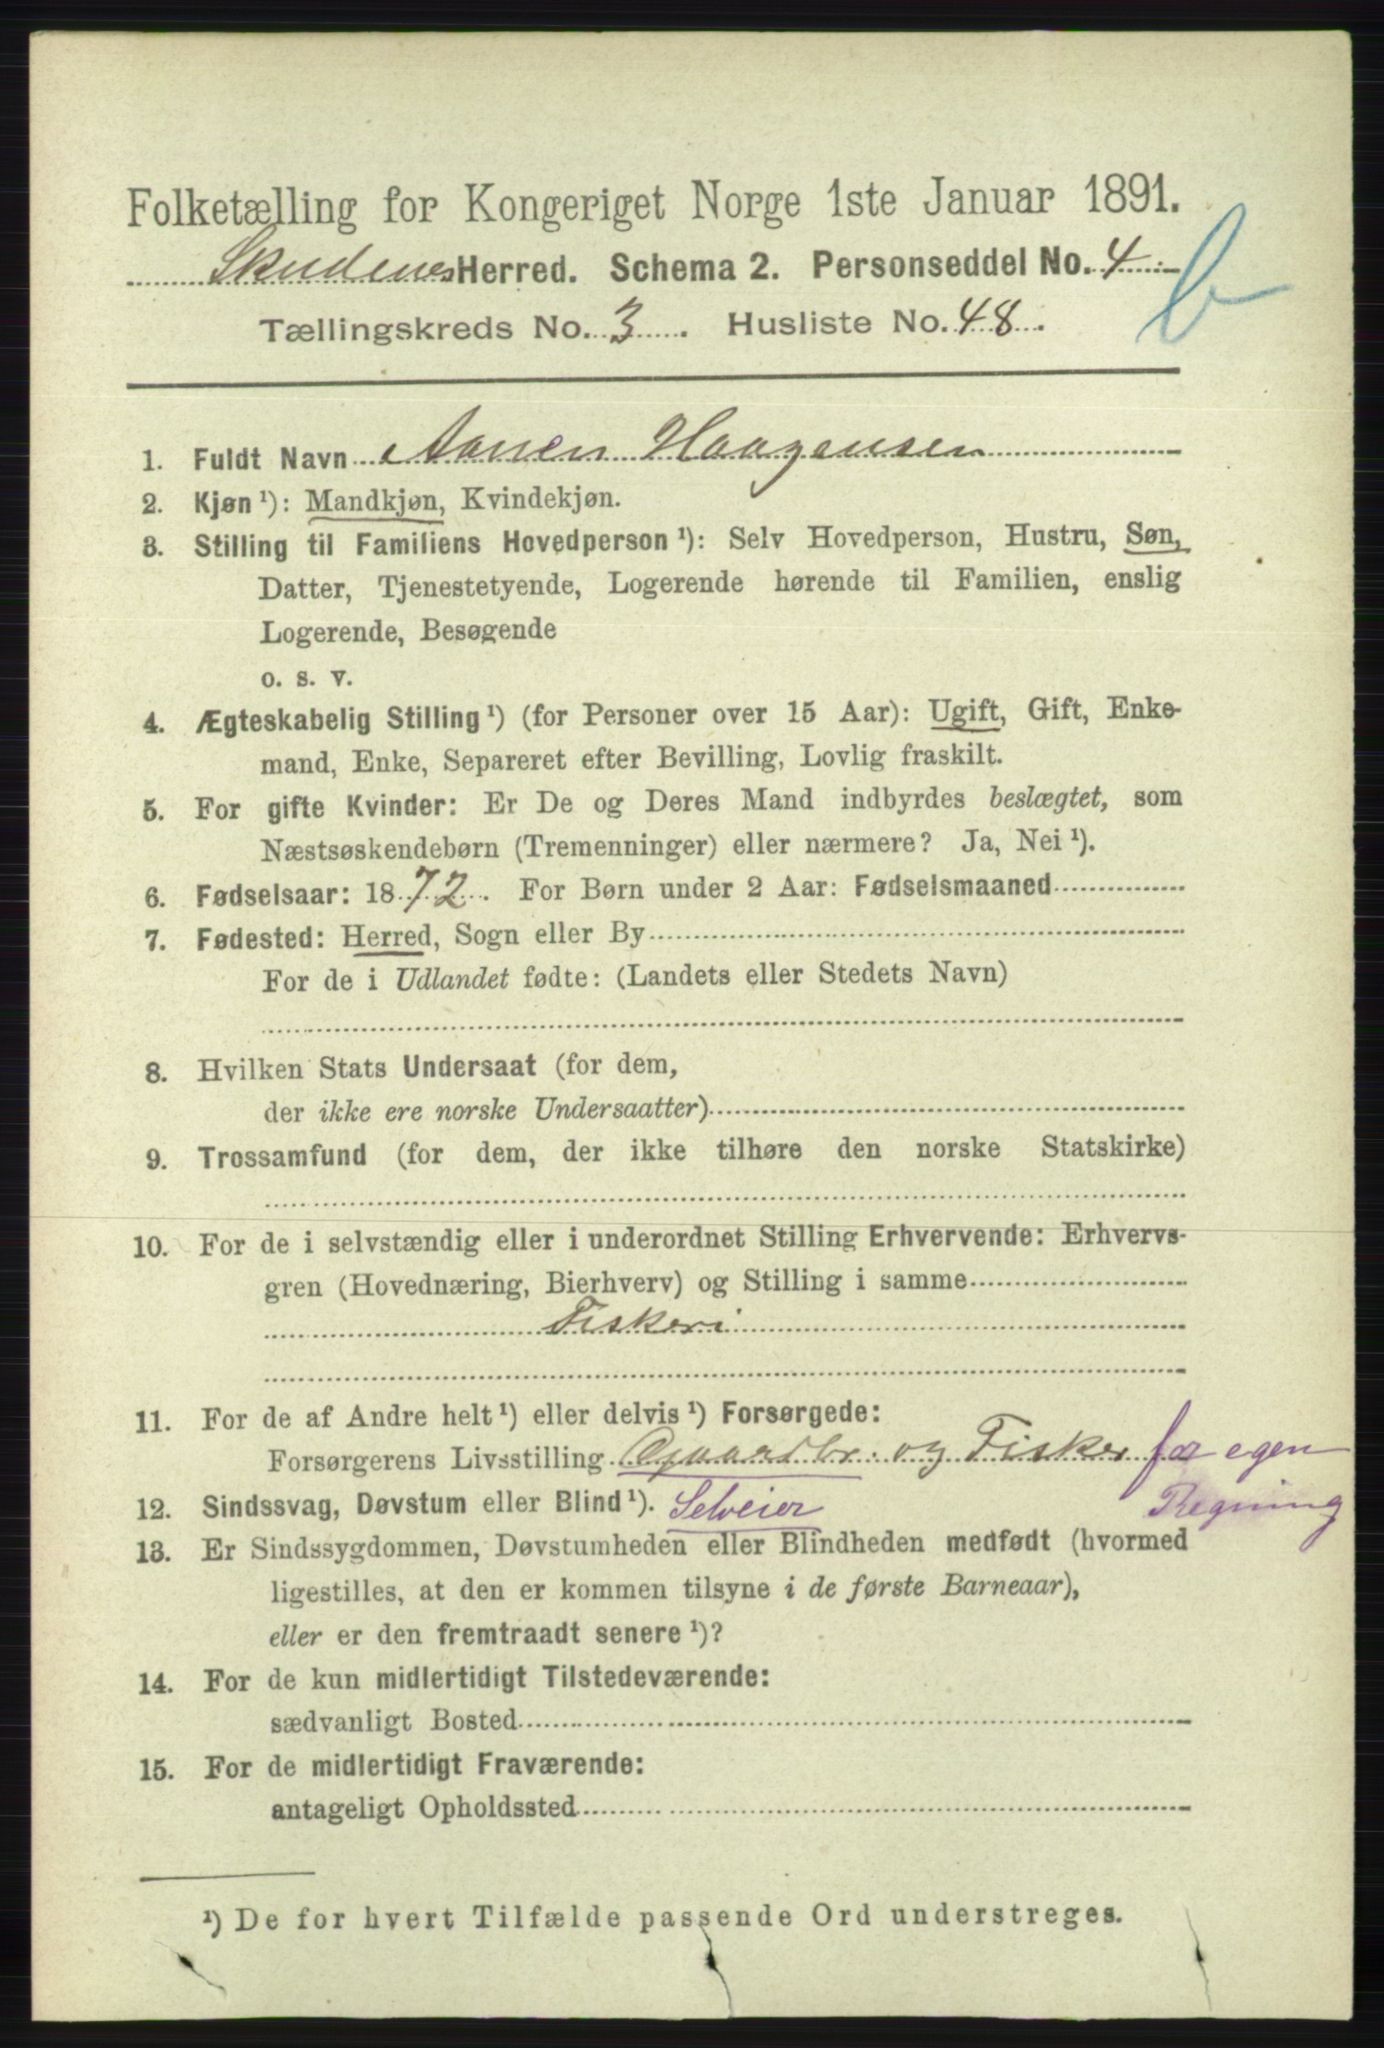 Folketælling for Kongeriget Norge 1ste Januar 1891.
Skudenes Herred. Schema 2. Personseddel No. 4
b
Tællingskreds No. 3. Husliste No. 48.
1. Fuldt Navn Aanen Haagensen
2. Kjøn ¹): Mandkjøn, Kvindekjøn.
3. Stilling til Familiens Hovedperson ¹): Selv Hovedperson, Hustru, Søn,
Datter, Tjenestetyende, Logerende hørende til Familien, enslig
Logerende, Besøgende
o. s. v.
4. Ægteskabelig Stilling ¹) (for Personer over 15 Aar): Ugift, Gift, Enke-
mand, Enke, Separeret efter Bevilling, Lovlig fraskilt.
5. For gifte Kvinder: Er De og Deres Mand indbyrdes beslægtet, som
Næstsøskendebørn (Tremenninger) eller nærmere? Ja, Nei ¹).
6. Fødselsaar: 1872. For Børn under 2 Aar: Fødselsmaaned
7. Fødested: Herred, Sogn eller By
For de i Udlandet fødte: (Landets eller Stedets Navn)
8. Hvilken Stats Undersaat (for dem,
der ikke ere norske Undersaatter)
9. Trossamfund (for dem, der ikke tilhøre den norske Statskirke)
10. For de i selvstændig eller i underordnet Stilling Erhvervende: Erhvervs-
gren (Hovednæring, Bierhverv) og Stilling i samme
Fiskeri
11. For de af Andre helt ¹) eller delvis ¹) Forsørgede:
Forsørgerens Livsstilling Ggaardbr. og Fisker for egen
Regning
12. Sindssvag, Døvstum eller Blind ¹). Selveier
13. Er Sindssygdommen, Døvstumheden eller Blindheden medfødt (hvormed
ligestilles, at den er kommen tilsyne i de første Barneaar),
eller er den fremtraadt senere ¹)?
14. For de kun midlertidigt Tilstedeværende:
sædvanligt Bosted
15. For de midlertidigt Fraværende:
antageligt Opholdssted
¹) De for hvert Tilfælde passende Ord understreges.